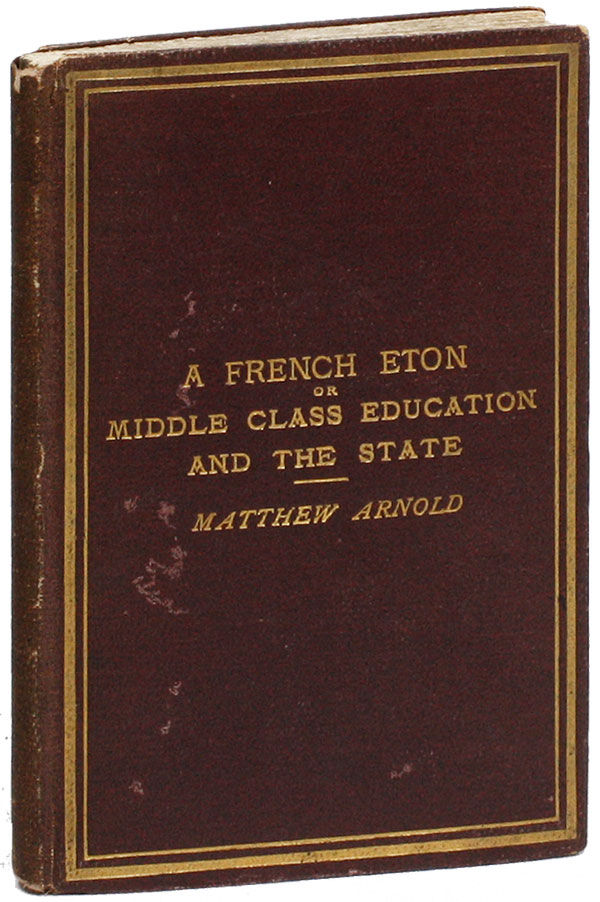 A FRENCH ETON
OR
MIDDLE CLASS EDUCATION
AND THE STATE
MATTHEW ARNOLD